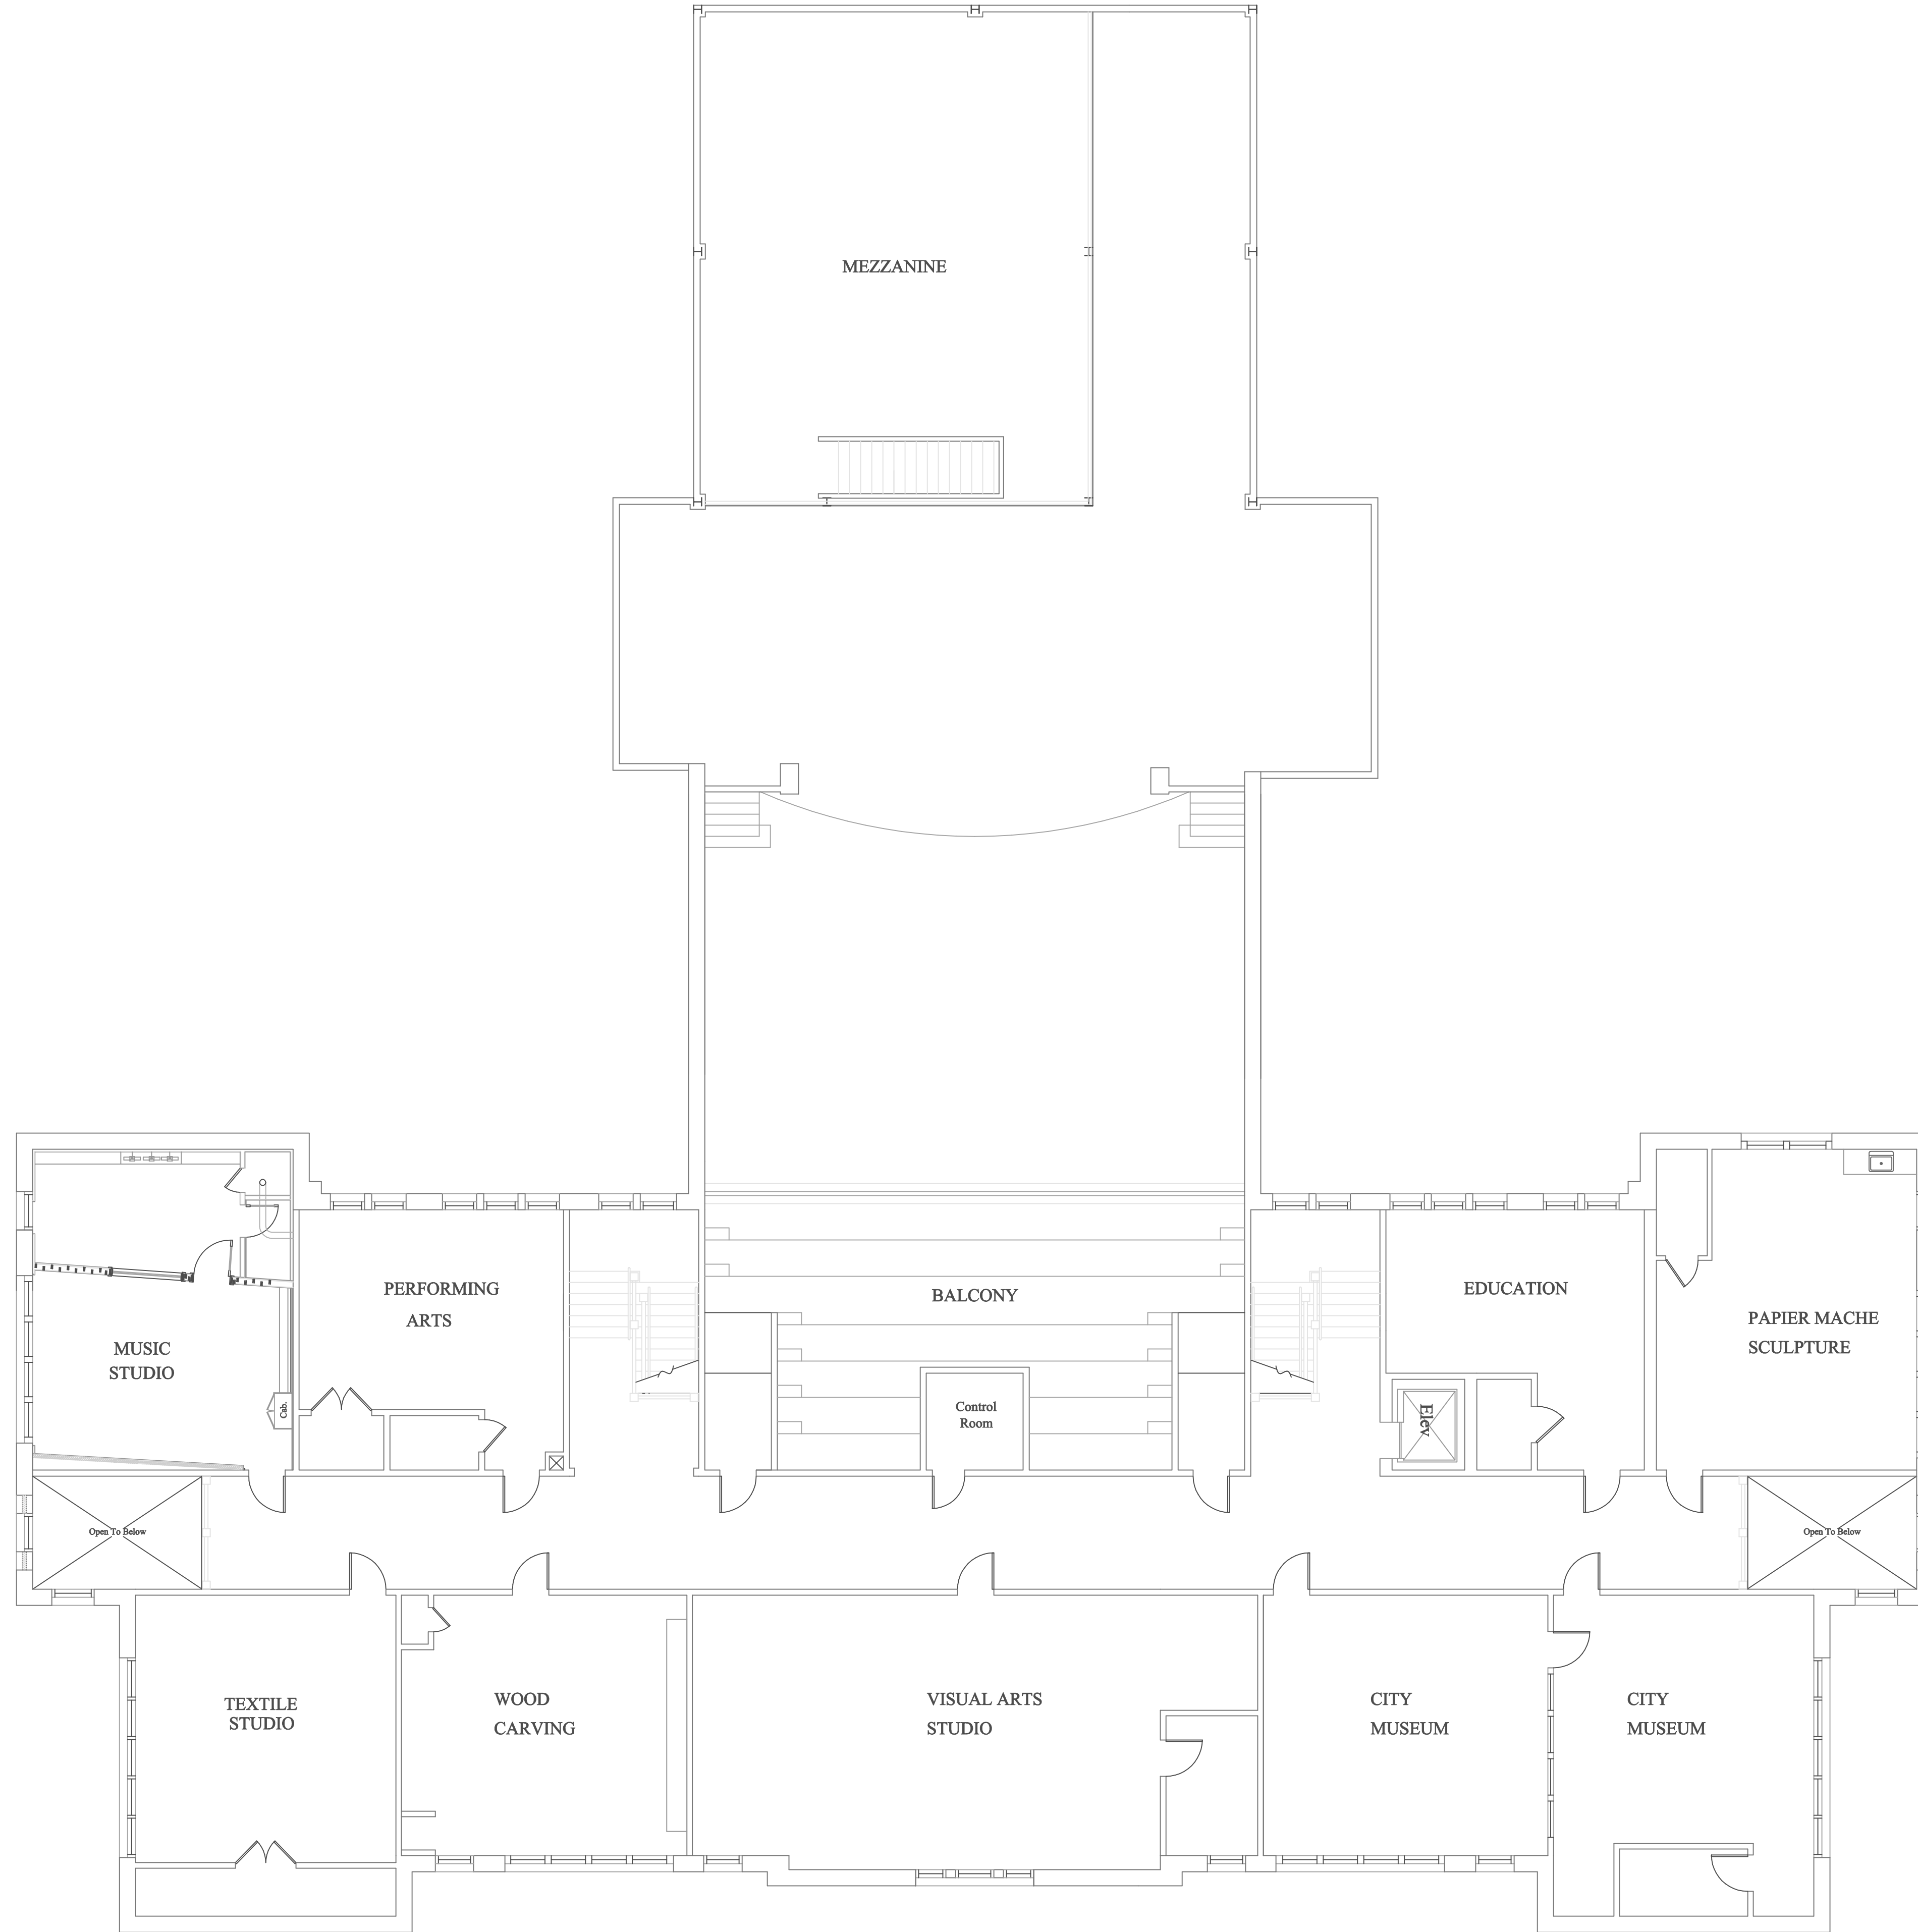 MEZZANINE
PERFORMING
ARTS
MUSIC
STUDIO
Cab.
BALCONY
Control
Room
EDUCATION
Elev
PAPIER MACHE
SCULPTURE
Open To Below
Open To Below
TEXTILE
STUDIO
WOOD
CARVING
VISUAL ARTS
STUDIO
CITY
MUSEUM
CITY
MUSEUM